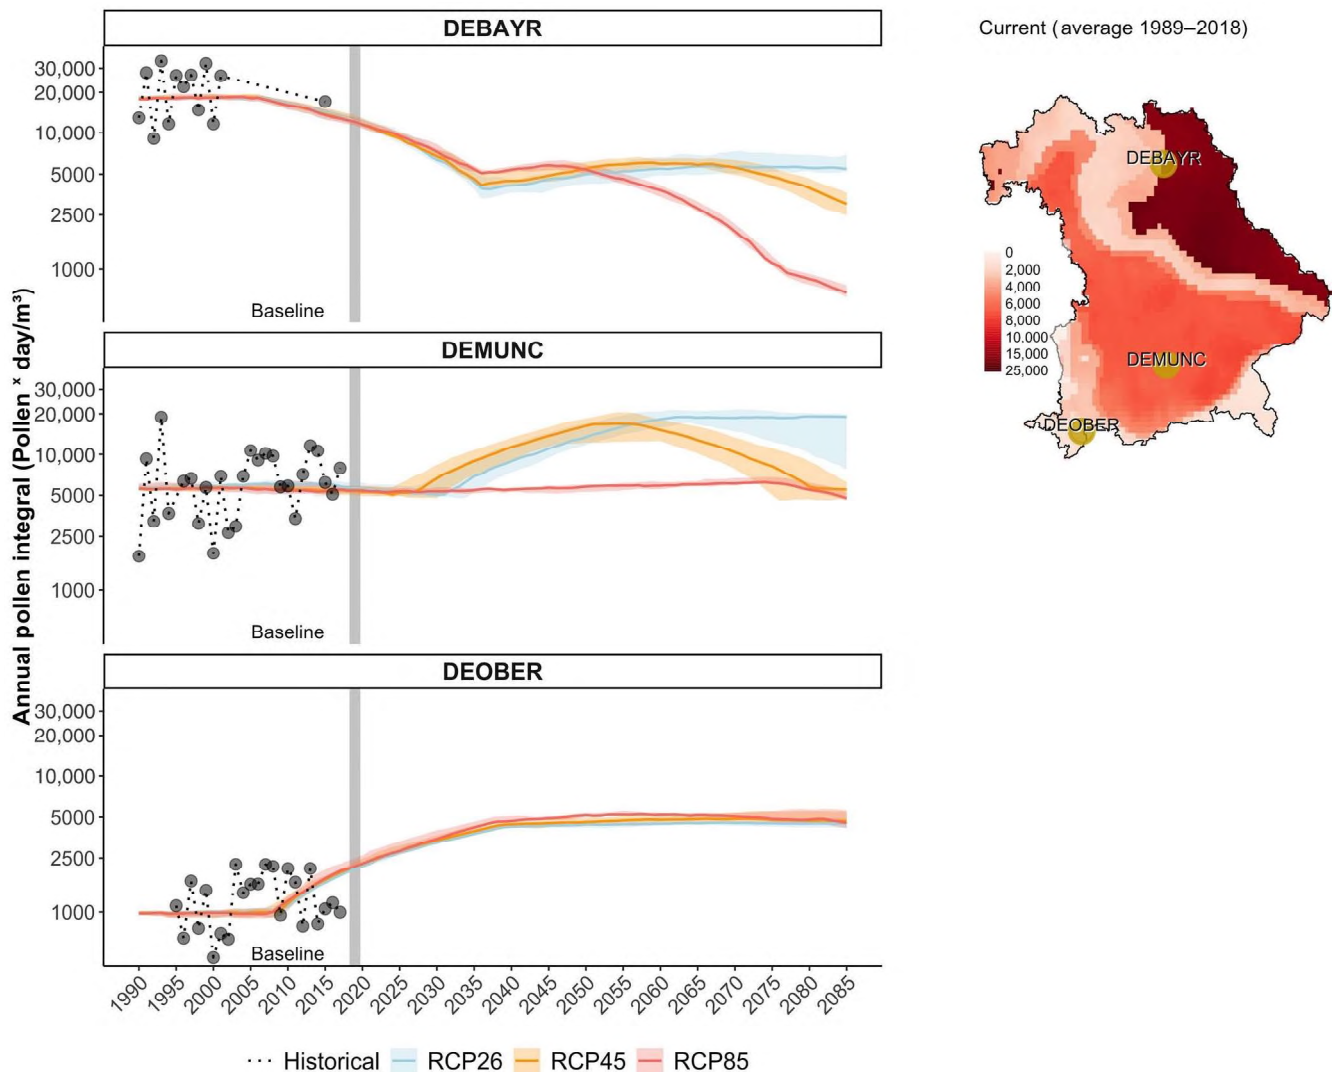 DEBAYR
30,000
20,000
10,000
5000
2500
1000
Baseline
DEMUNC
30,000
20,000
10,000
5000
2500
1000
Baseline
DEOBER
30,000
20,000
10,000
5000
2500
1000
Baseline
Annual pollen integral (Pollen * day/m³)
1990 1995 2000 2005 2010 2015 2020 2025 2030 2035 2040 2045 2050 2055 2060 2065 2070 2075 2080 2085
Historical RCP26 RCP45 RCP85
Current (average 1989–2018)
DEBAYR
0
2,000
4,000
6,000
8,000
10,000
15,000
25,000
DEMUNC
DEOBER